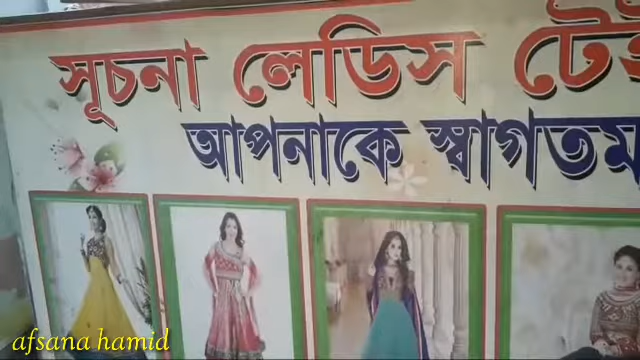 সূচনা লেডিস টেই
আপনাকে স্বাগতম
afsana hamid